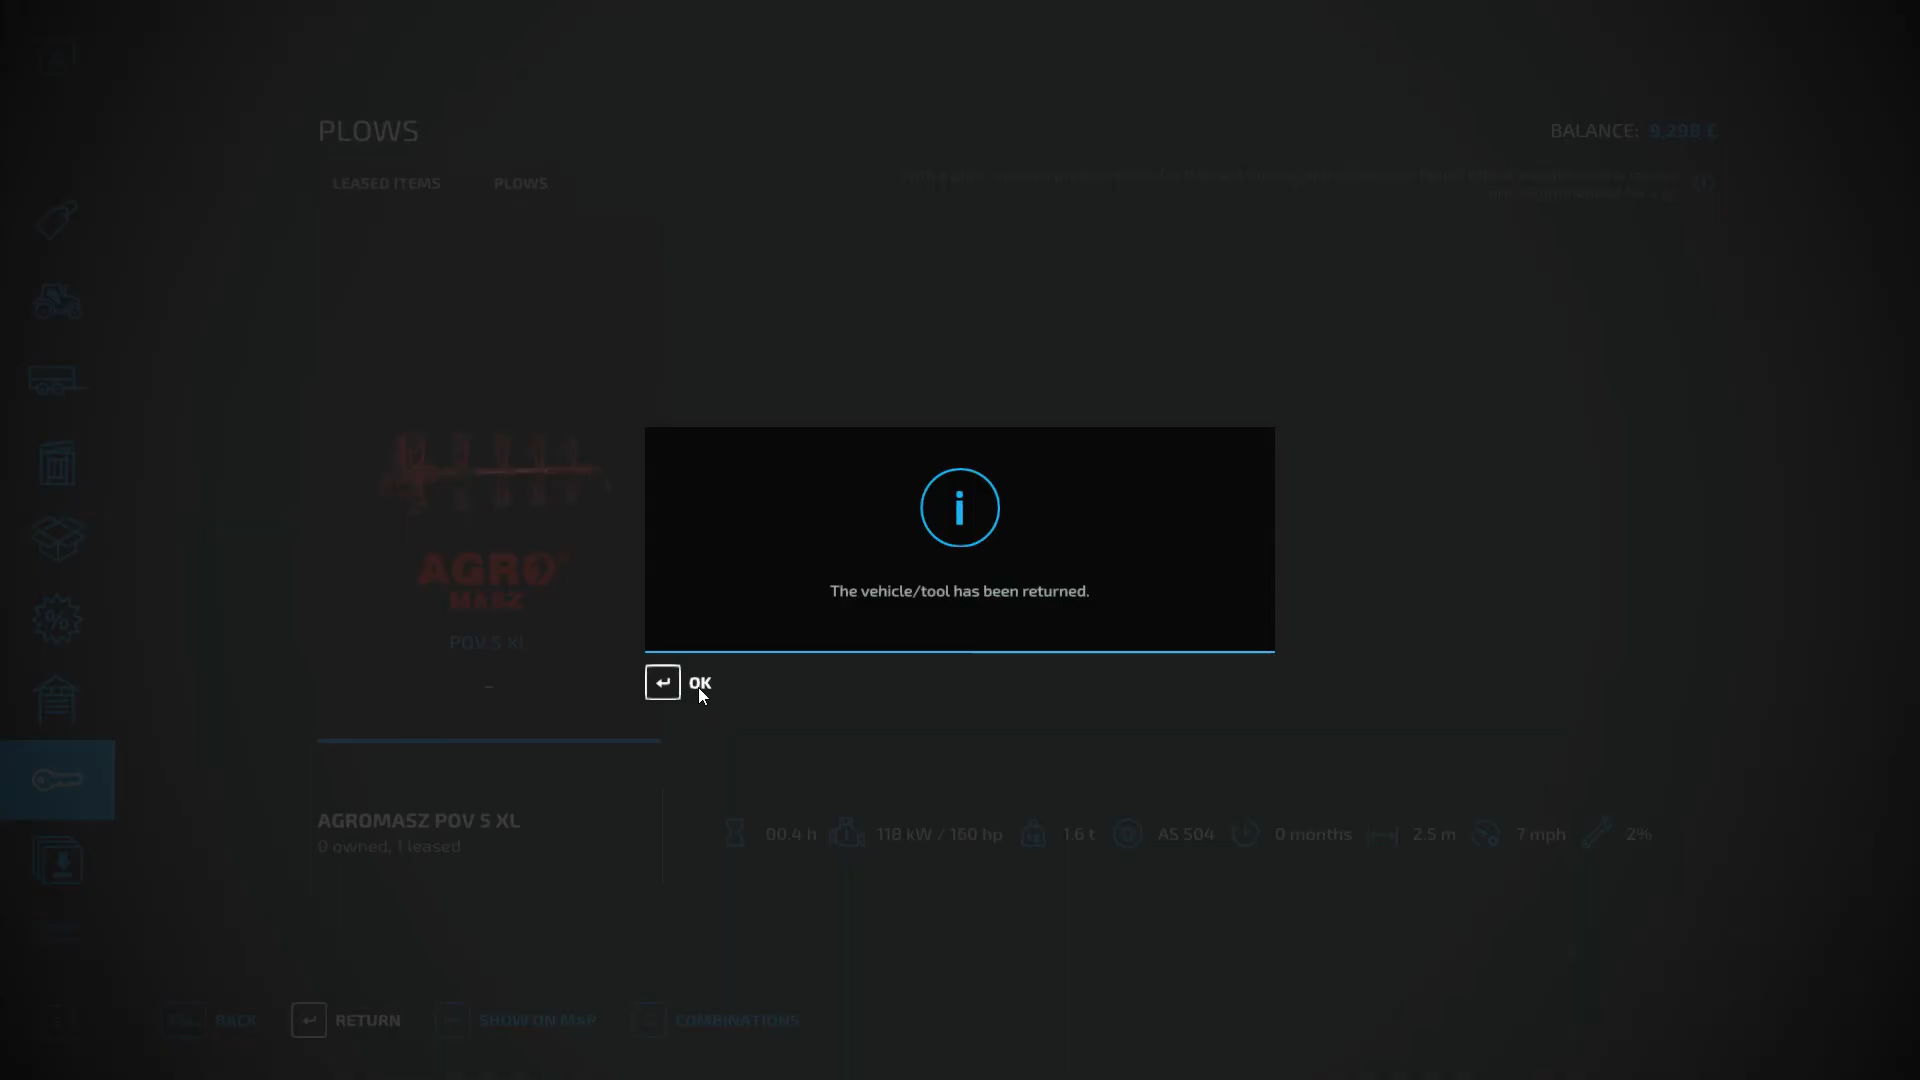 PLOWS
BALANCE: 9,298 £
LEASED ITEMS PLOWS
AGRO
MASZ
POV 5 XL
–
The vehicle/tool has been returned.
OK
AGROMASZ POV 5 XL
0 owned, 1 leased
00.4 h 118 kW / 160 hp 1.6 t AS 504 0 months 2.5 m 7 mph 2%
BACK RETURN SHOW ON MAP COMBINATIONS